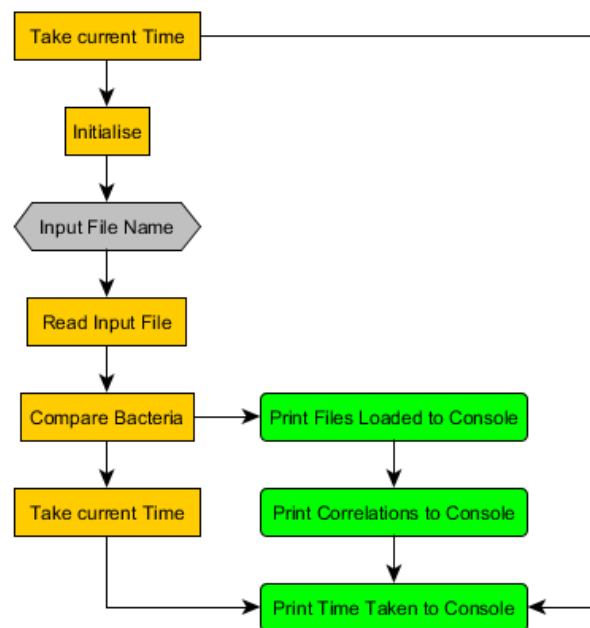 Take current Time
Initialise
Input File Name
Read Input File
Compare Bacteria
Print Files Loaded to Console
Take current Time
Print Correlations to Console
Print Time Taken to Console